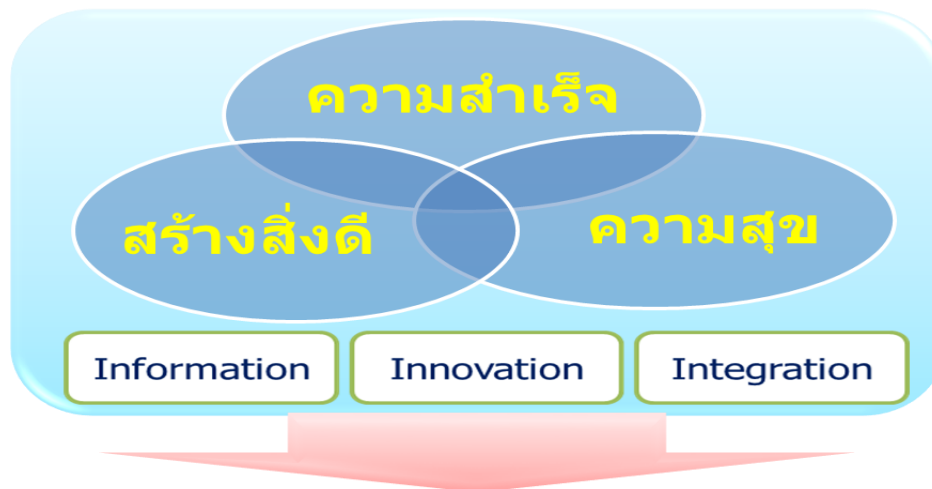 ความสำเร็จ
สร้างสิ่งดี
ความสุข
Information
Innovation
Integration